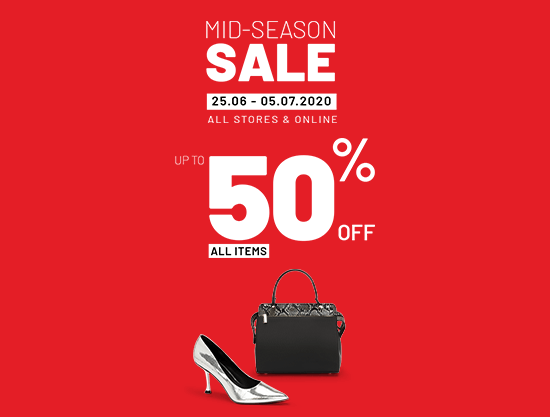 MID-SEASON
SALE
25.06 - 05.07.2020
ALL STORES & ONLINE
UP TO
50%
OFF
ALL ITEMS